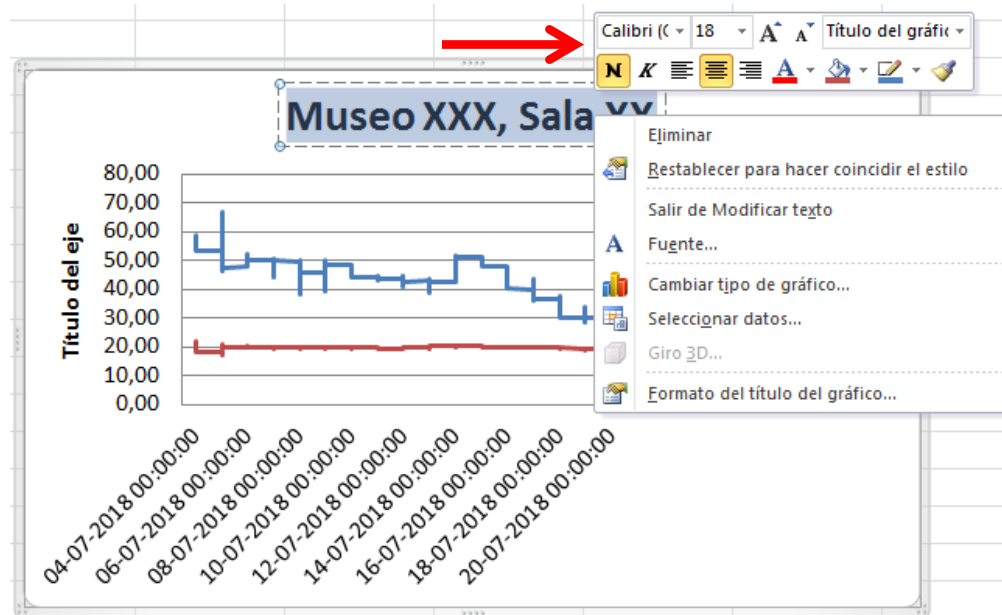 Calibri (C 18 A A Título del gráfic
N K A
Museo XXX, Sala XX
Eliminar
Restablecer para hacer coincidir el estilo
Salir de Modificar texto
A Fuente...
Cambiar tipo de gráfico...
Seleccionar datos...
Giro 3D...
Formato del título del gráfico...
Título del eje
80,00
70,00
60,00
50,00
40,00
30,00
20,00
10,00
0,00
04-07-2018 00:00:00
06-07-2018 00:00:00
08-07-2018 00:00:00
10-07-2018 00:00:00
12-07-2018 00:00:00
14-07-2018 00:00:00
16-07-2018 00:00:00
18-07-2018 00:00:00
20-07-2018 00:00:00